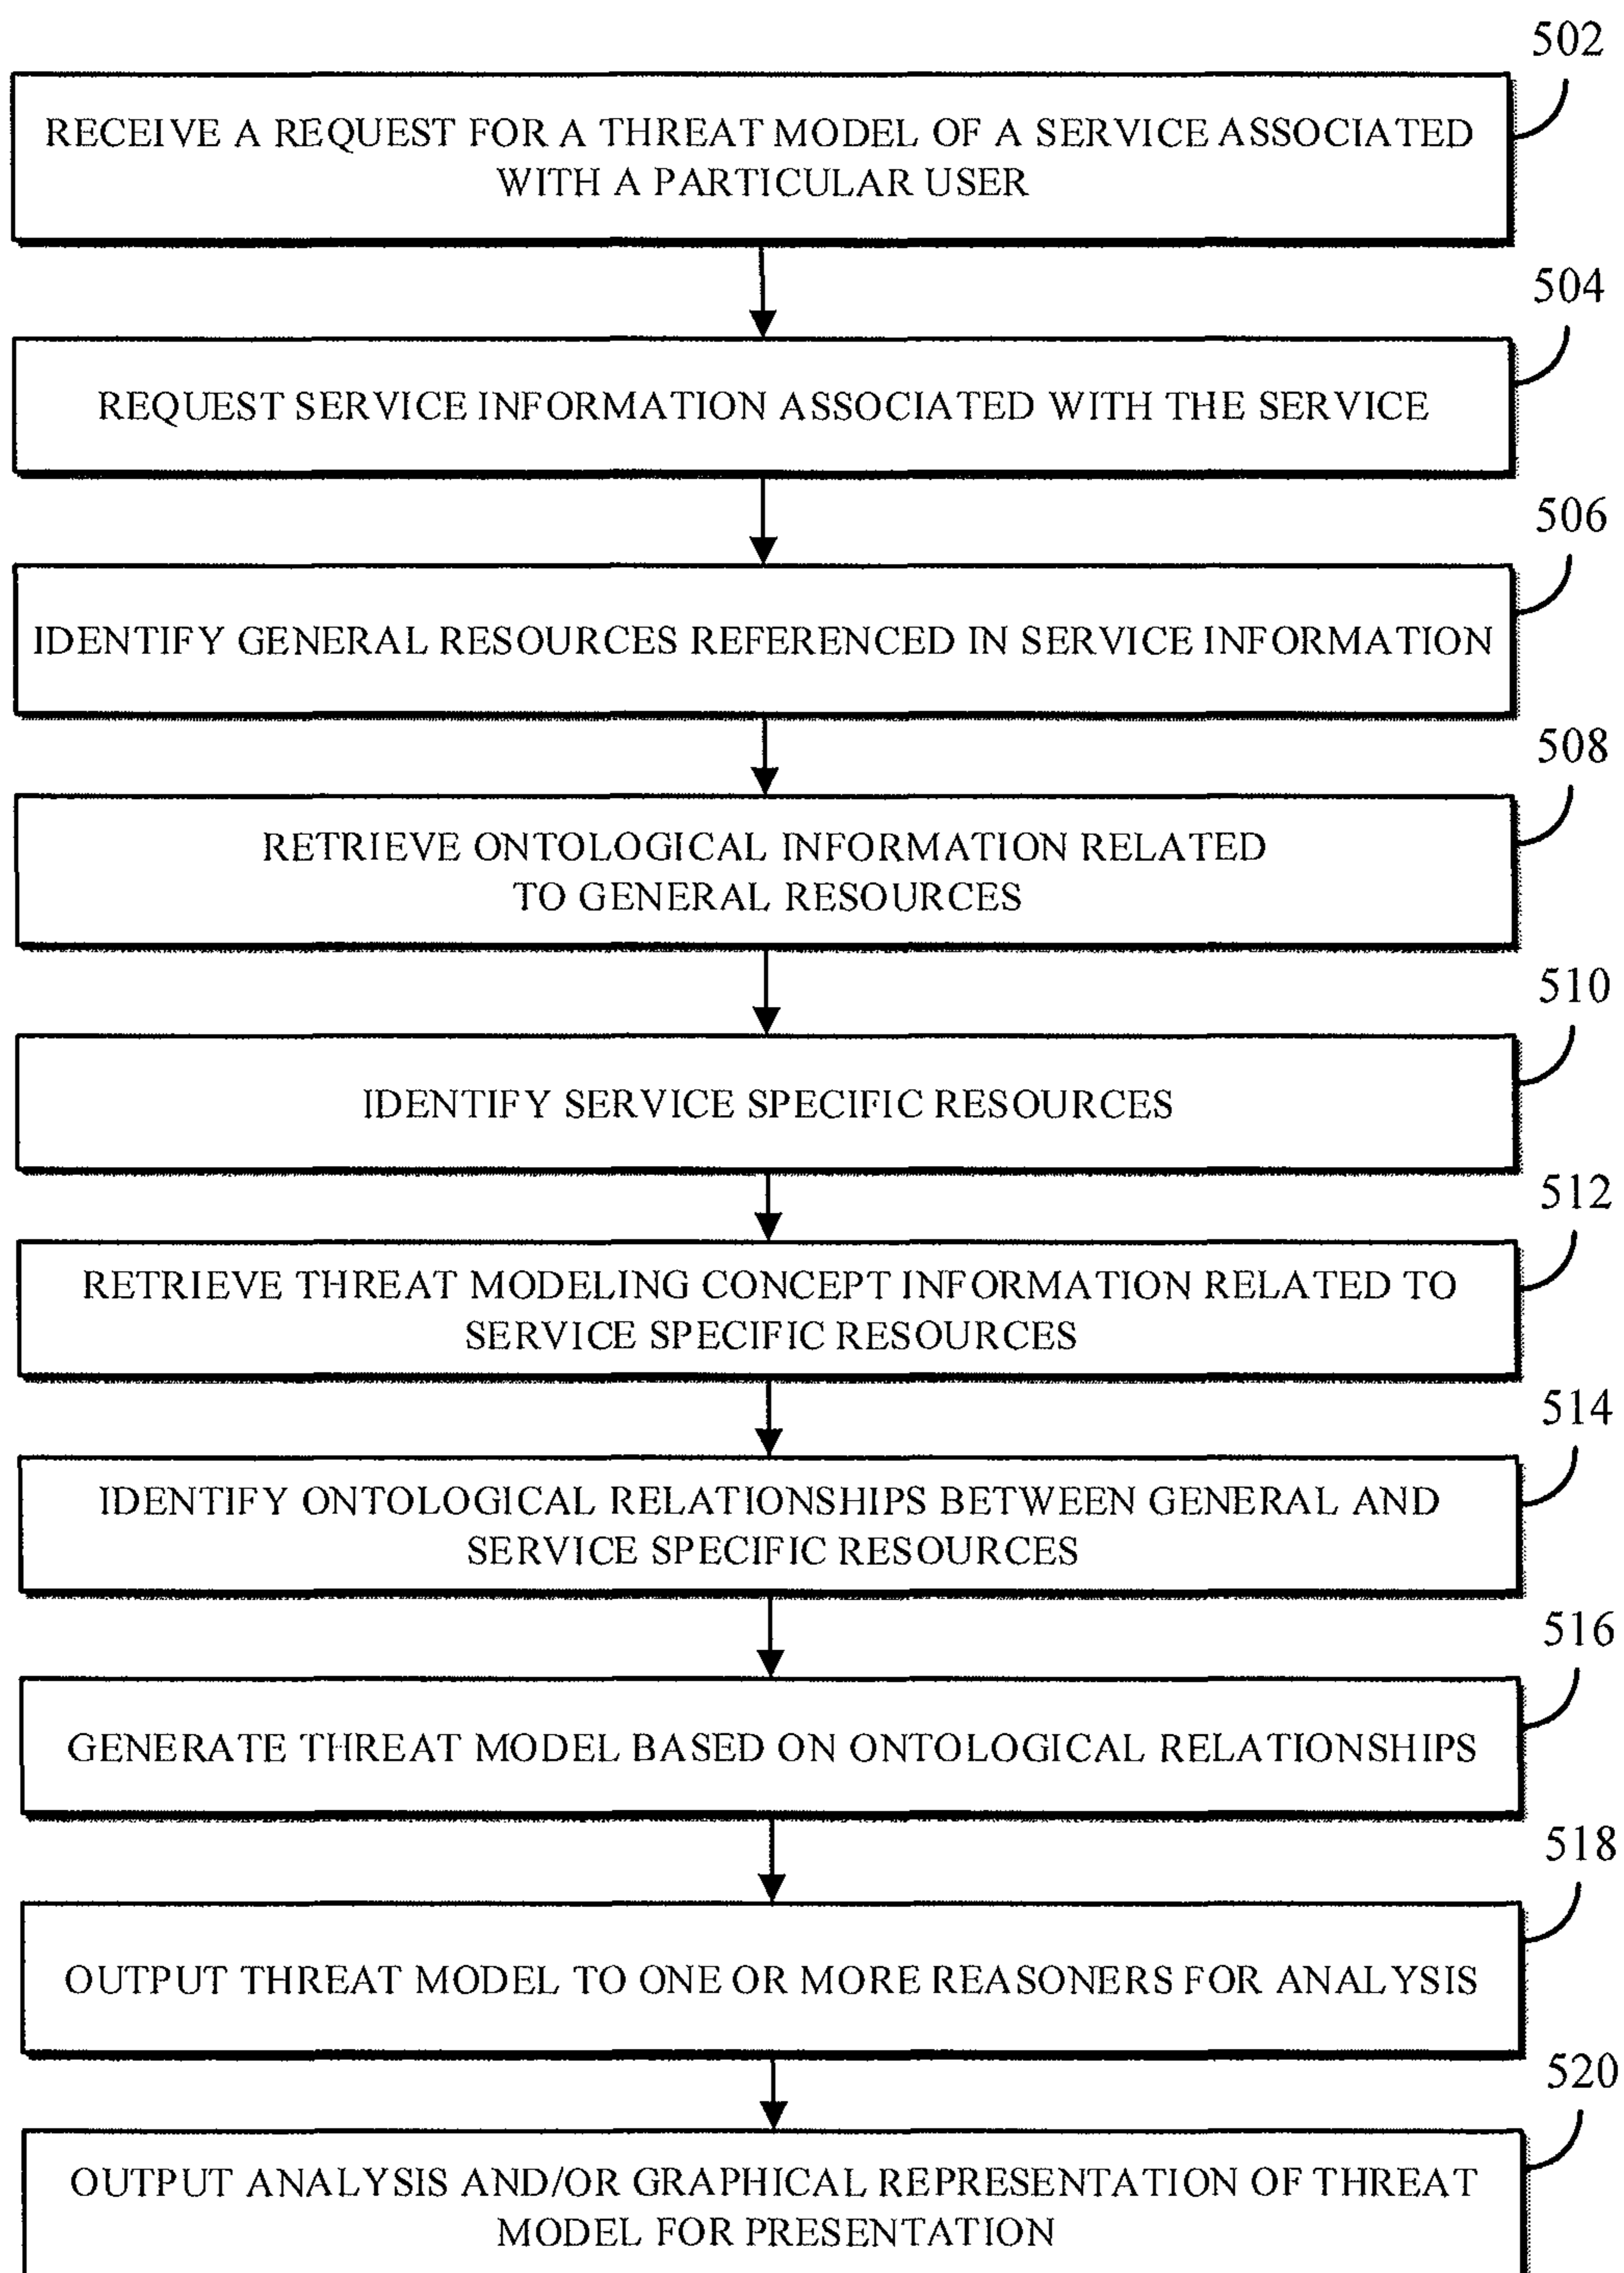 502
RECEIVE A REQUEST FOR A THREAT MODEL OF A SERVICE ASSOCIATED
WITH A PARTICULAR USER
504
REQUEST SERVICE INFORMATION ASSOCIATED WITH THE SERVICE
506
IDENTIFY GENERAL RESOURCES REFERENCED IN SERVICE INFORMATION
508
RETRIEVE ONTOLOGICAL INFORMATION RELATED
TO GENERAL RESOURCES
510
IDENTIFY SERVICE SPECIFIC RESOURCES
512
RETRIEVE THREAT MODELING CONCEPT INFORMATION RELATED TO
SERVICE SPECIFIC RESOURCES
514
IDENTIFY ONTOLOGICAL RELATIONSHIPS BETWEEN GENERAL AND
SERVICE SPECIFIC RESOURCES
516
GENERATE THREAT MODEL BASED ON ONTOLOGICAL RELATIONSHIPS
518
OUTPUT THREAT MODEL TO ONE OR MORE REASONERS FOR ANALYSIS
520
OUTPUT ANALYSIS AND/OR GRAPHICAL REPRESENTATION OF THREAT
MODEL FOR PRESENTATION